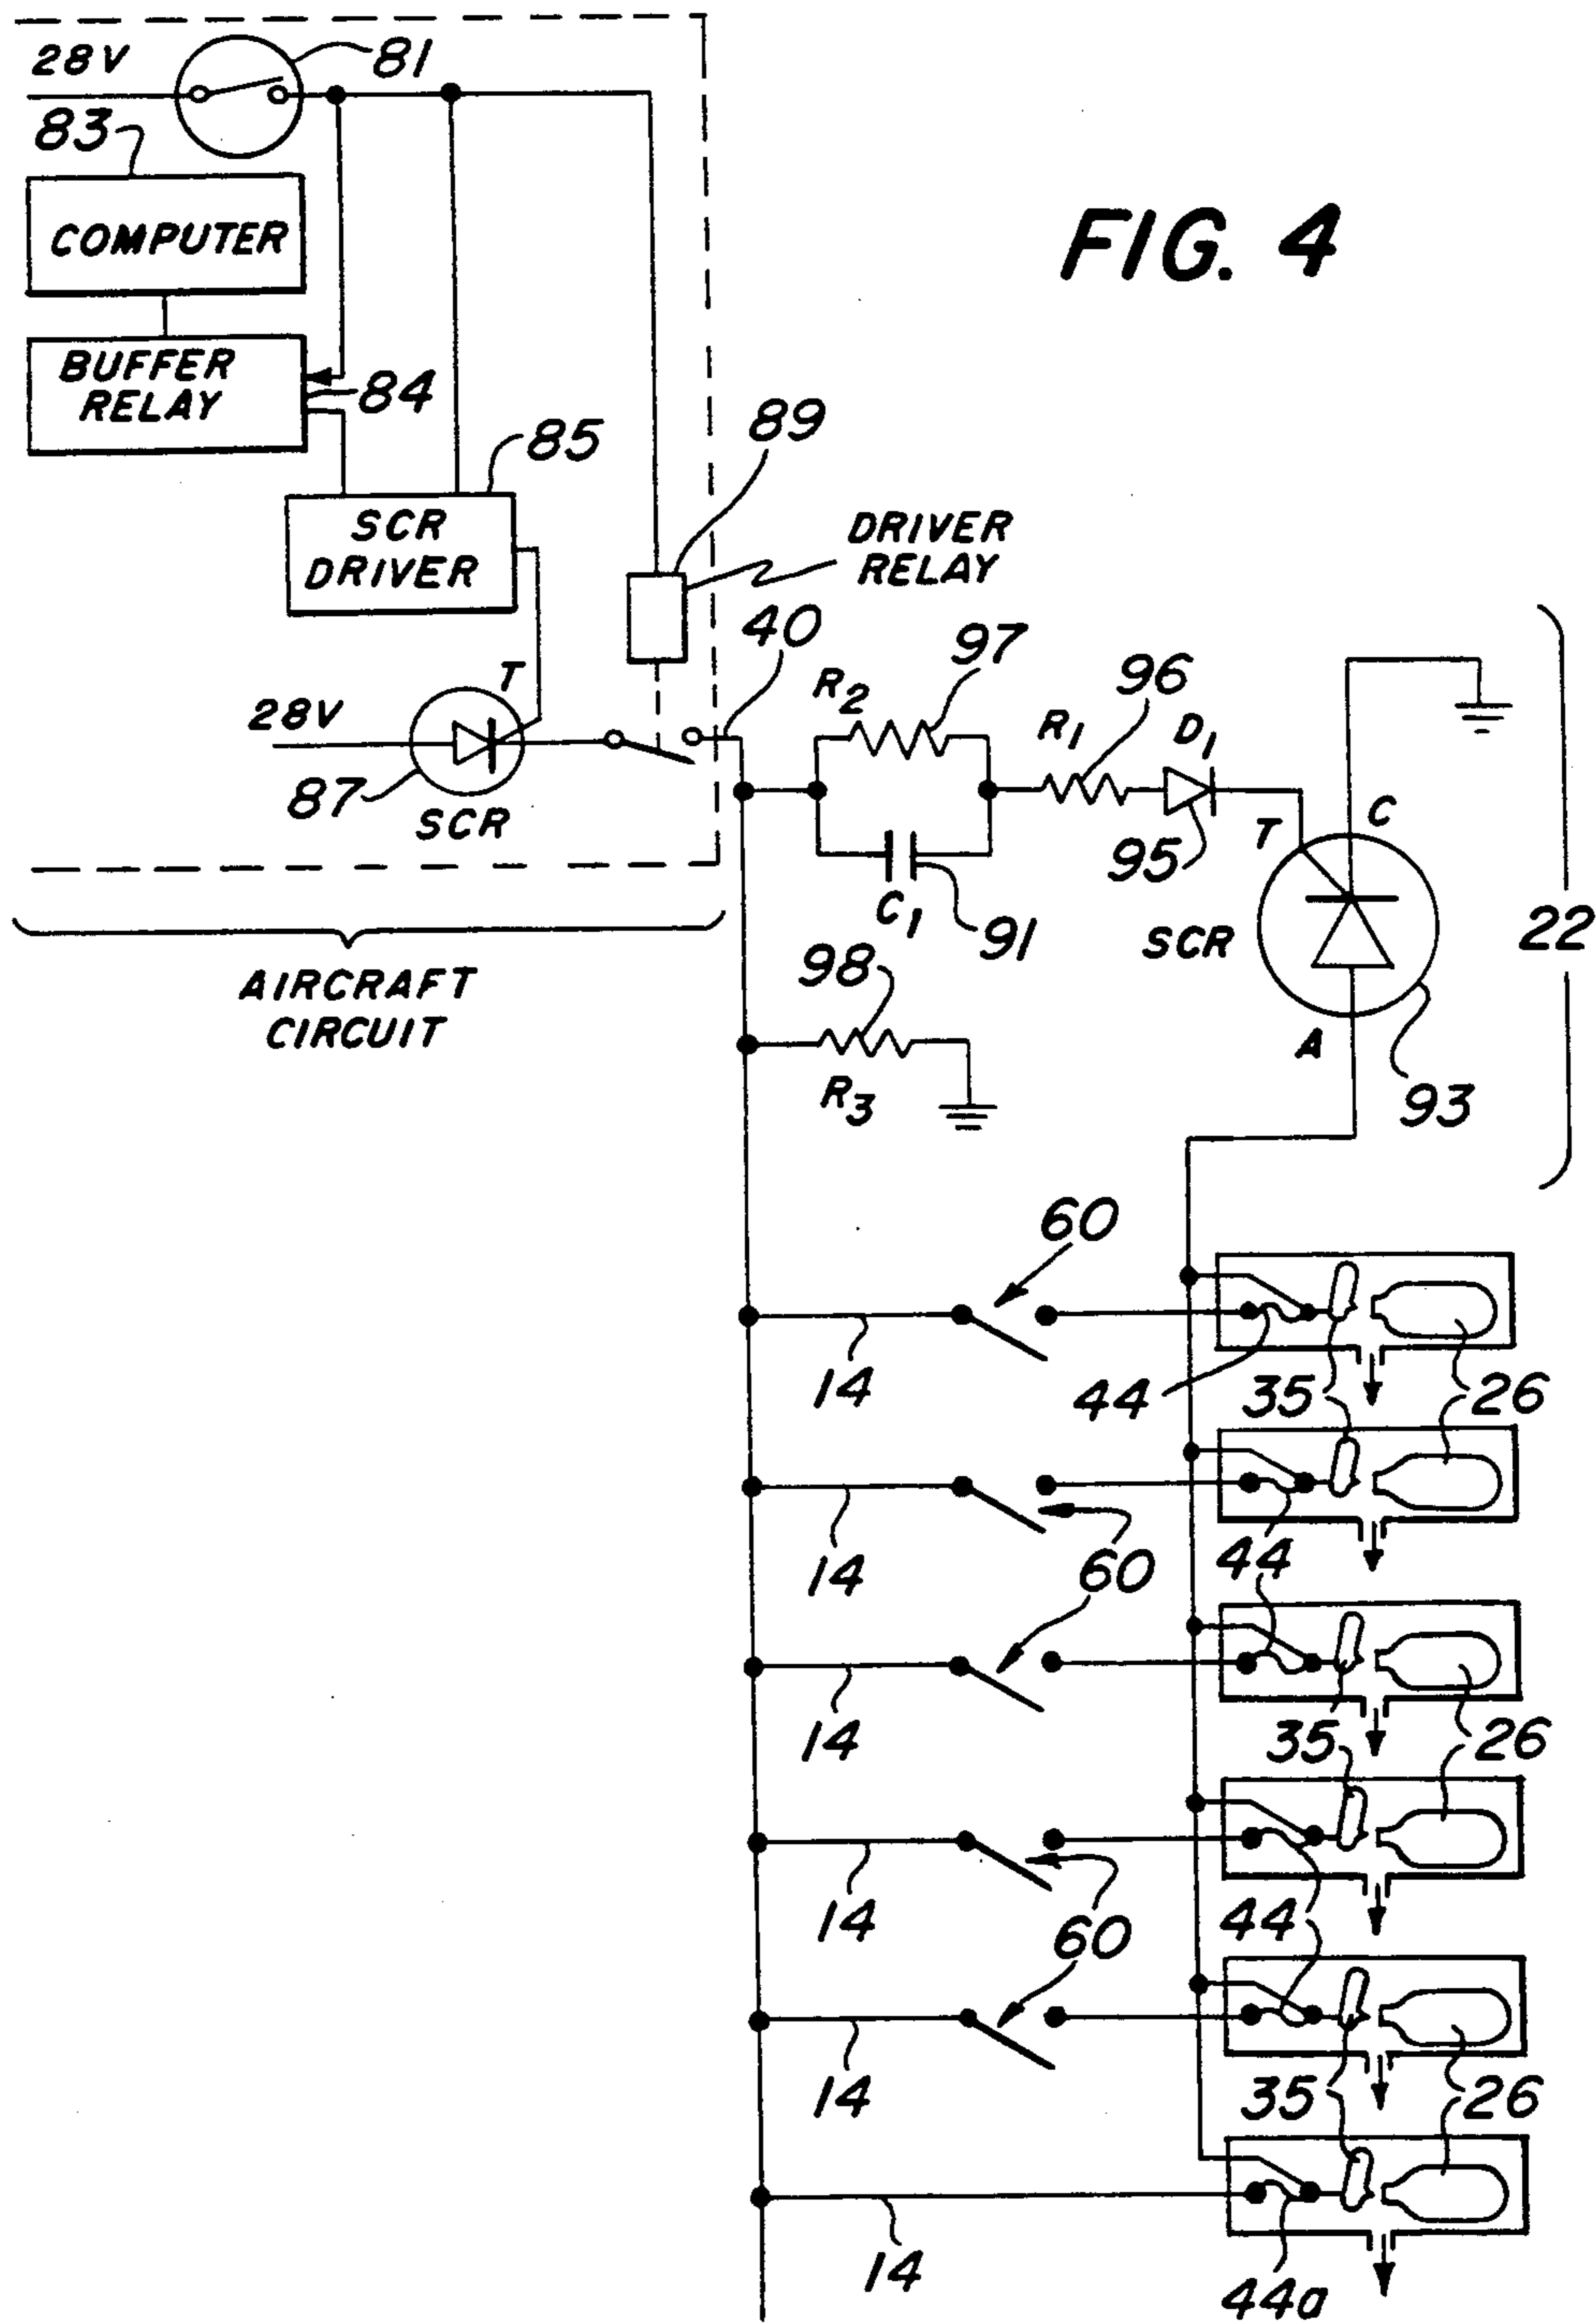 28V
81
83
COMPUTER
FIG. 4
BUFFER
RELAY
84
85
89
SCR
DRIVER
DRIVER
RELAY
40
97
96
R2
R1
D1
T
28V
87
SCR
C
T
95
C1
91
SCR
22
AIRCRAFT
CIRCUIT
98
A
R3
93
60
14
44
35
26
14
44
60
14
35
26
14
44
60
14
35
26
14
44a